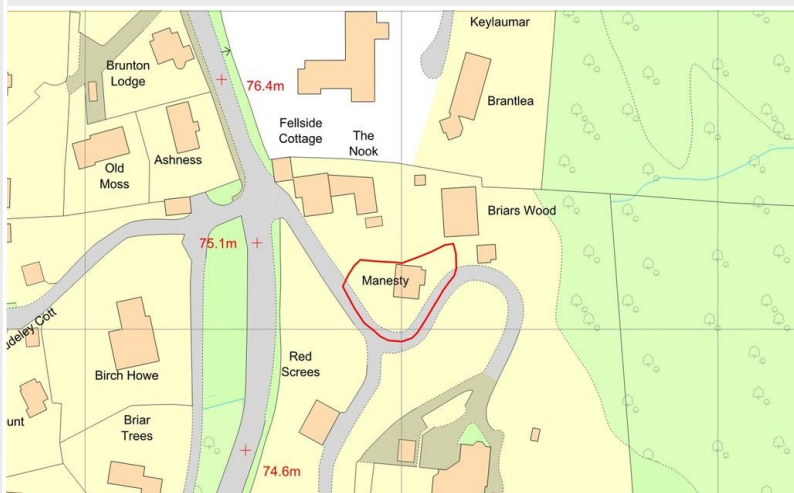 Keylaumar
Brunton
Lodge
76.4m
Brantlea
Fellside
Cottage
The
Nook
Old
Moss
Ashness
Briars Wood
75.1m
Manesty
Red
Screes
Birch Howe
Briar
Trees
74.6m